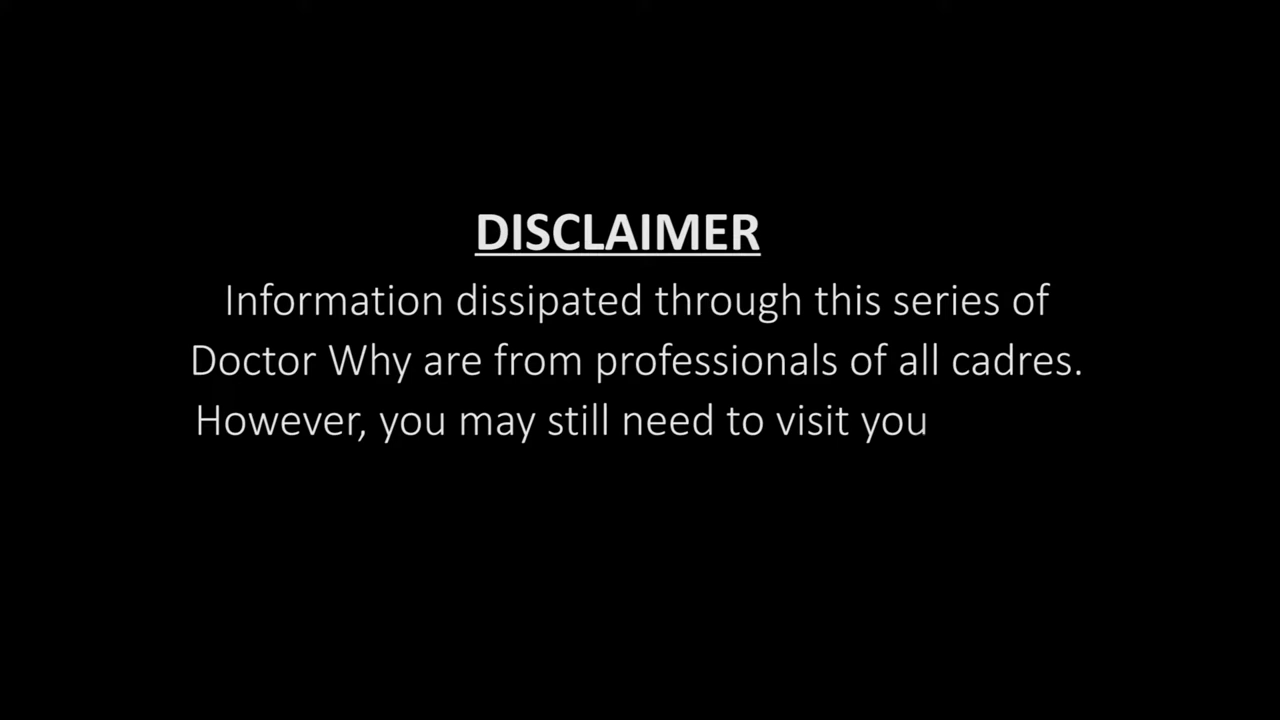 DISCLAIMER
Information dissipated through this series of
Doctor Why are from professionals of all cadres.
However, you may still need to visit you